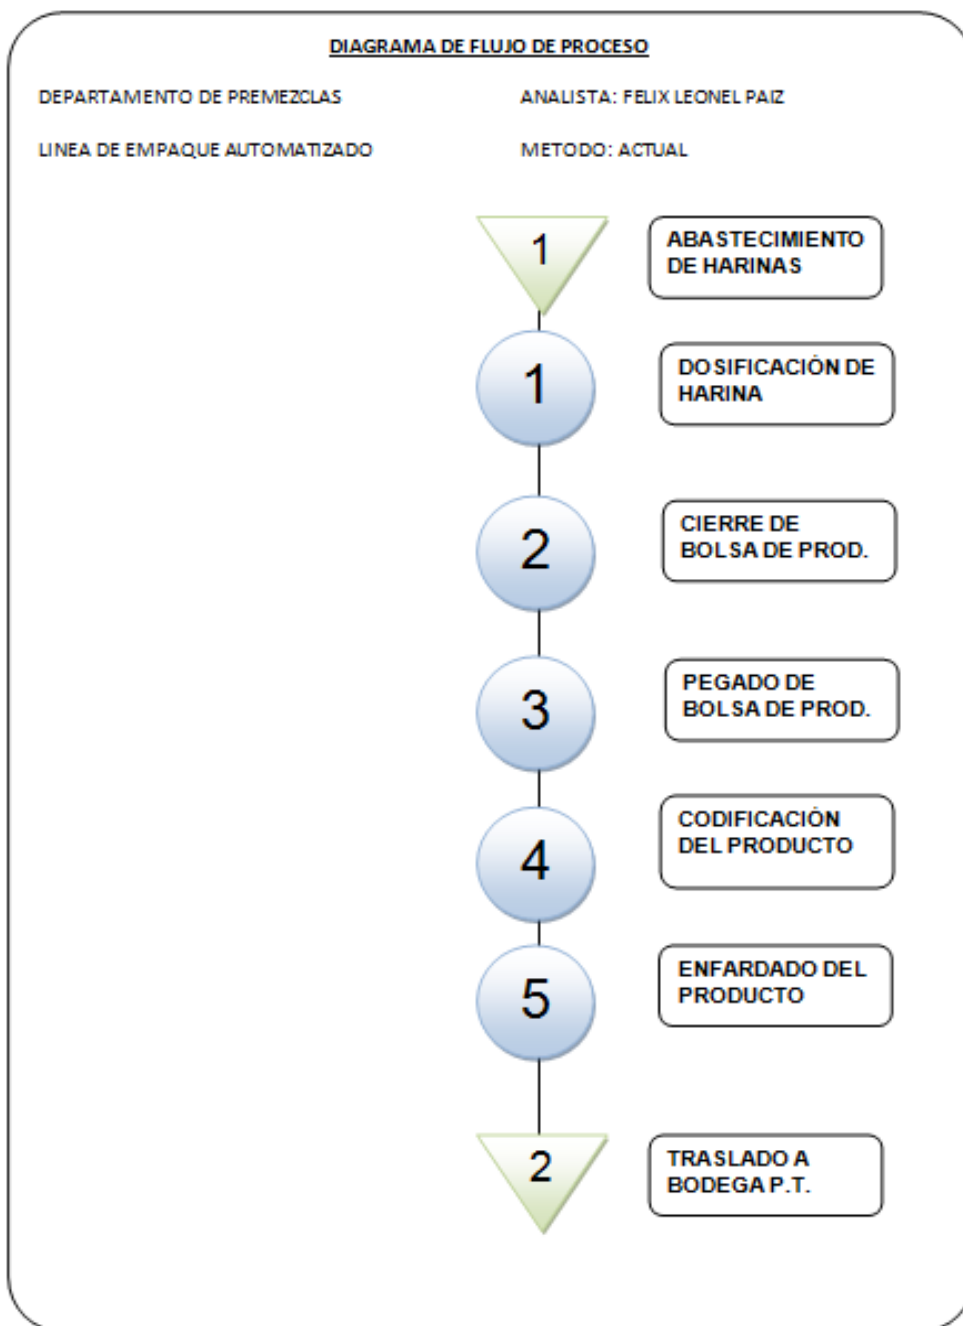 DIAGRAMA DE FLUJO DE PROCESO
DEPARTAMENTO DE PREMEZCLAS
ANALISTA: FELIX LEONEL PAIZ
LINEA DE EMPAQUE AUTOMATIZADO
METODO: ACTUAL
1
ABASTECIMIENTO
DE HARINAS
1
DOSIFICACIÓN DE
HARINA
2
CIERRE DE
BOLSA DE PROD.
3
PEGADO DE
BOLSA DE PROD.
4
CODIFICACIÓN
DEL PRODUCTO
5
ENFARDADO DEL
PRODUCTO
2
TRASLADO A
BODEGA P.T.